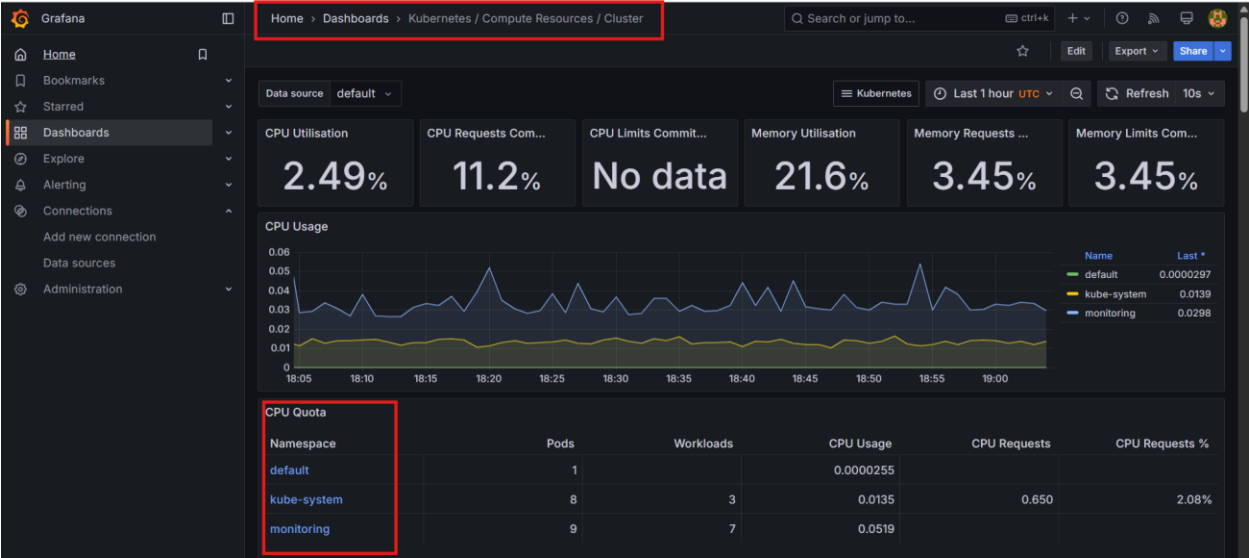 Grafana
Home > Dashboards > Kubernetes / Compute Resources / Cluster
Search or jump to...
ctrl+k
Home
Bookmarks
Starred
Dashboards
Explore
Alerting
Connections
Add new connection
Data sources
Administration
Edit
Export
Share
Data source default
Kubernetes
Last 1 hour UTC
Refresh 10s
CPU Utilisation
2.49%
CPU Requests Com...
11.2%
CPU Limits Commit...
No data
Memory Utilisation
21.6%
Memory Requests ...
3.45%
Memory Limits Com...
3.45%
CPU Usage
0.06
0.05
0.04
0.03
0.02
0.01
0
18:05 18:10 18:15 18:20 18:25 18:30 18:35 18:40 18:45 18:50 18:55 19:00
Name Last *
default 0.0000297
kube-system 0.0139
monitoring 0.0298
CPU Quota
Namespace Pods Workloads CPU Usage CPU Requests CPU Requests %
default 1 0.0000255
kube-system 8 3 0.0135 0.650 2.08%
monitoring 9 7 0.0519